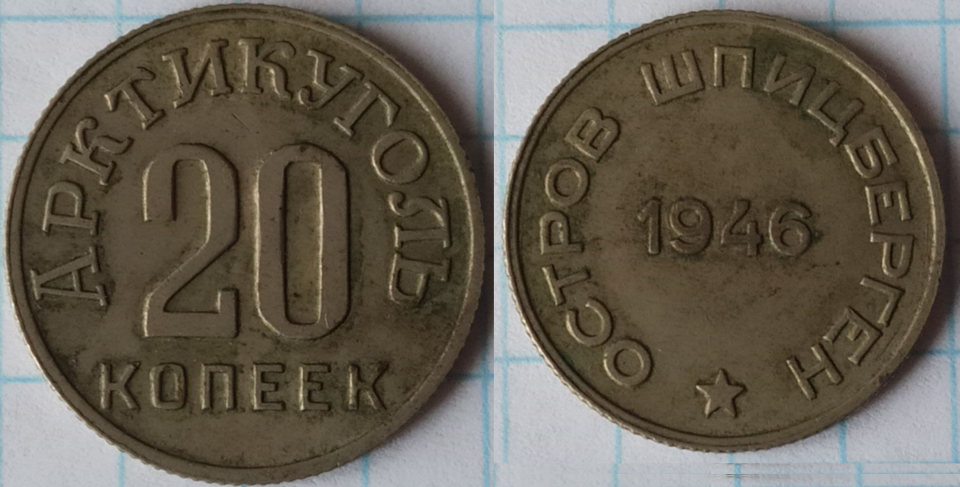 АРКТИКУГОЛЬ
20
КОПЕЕК
ОСТРОВ ШПИЦБЕРГЕН
1946